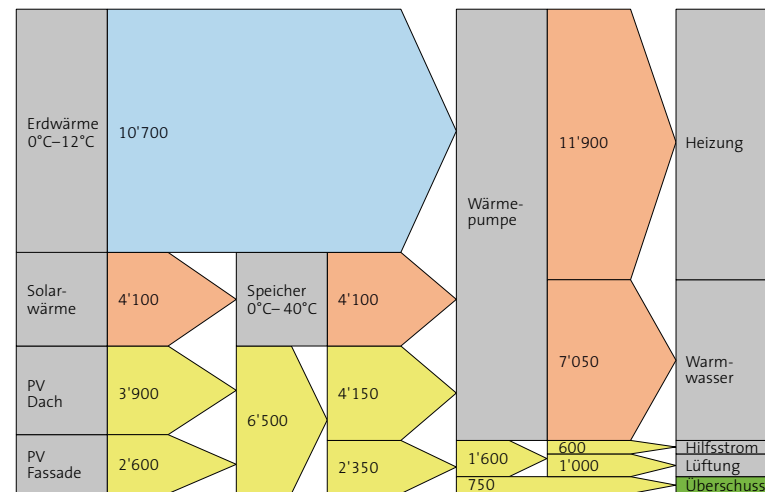 Erdwärme
0°C–12°C
10'700
Wärme-
pumpe
11'900
Heizung
Solar-
wärme
4'100
Speicher
0°C– 40°C
4'100
7'050
Warm-
wasser
PV
Dach
3'900
6'500
4'150
PV
Fassade
2'600
2'350
1'600
600
Hilfsstrom
1'000
Lüftung
750
Überschuss